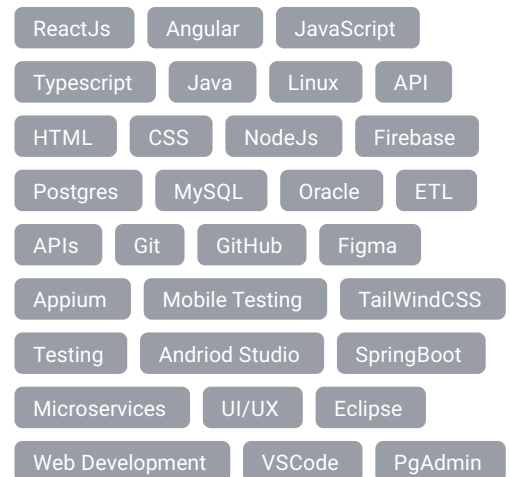 ReactJs Angular JavaScript
Typescript Java Linux API
HTML CSS NodeJs Firebase
Postgres MySQL Oracle ETL
APIs Git GitHub Figma
Appium Mobile Testing TailWindCSS
Testing Andriod Studio SpringBoot
Microservices UI/UX Eclipse
Web Development VSCode PgAdmin